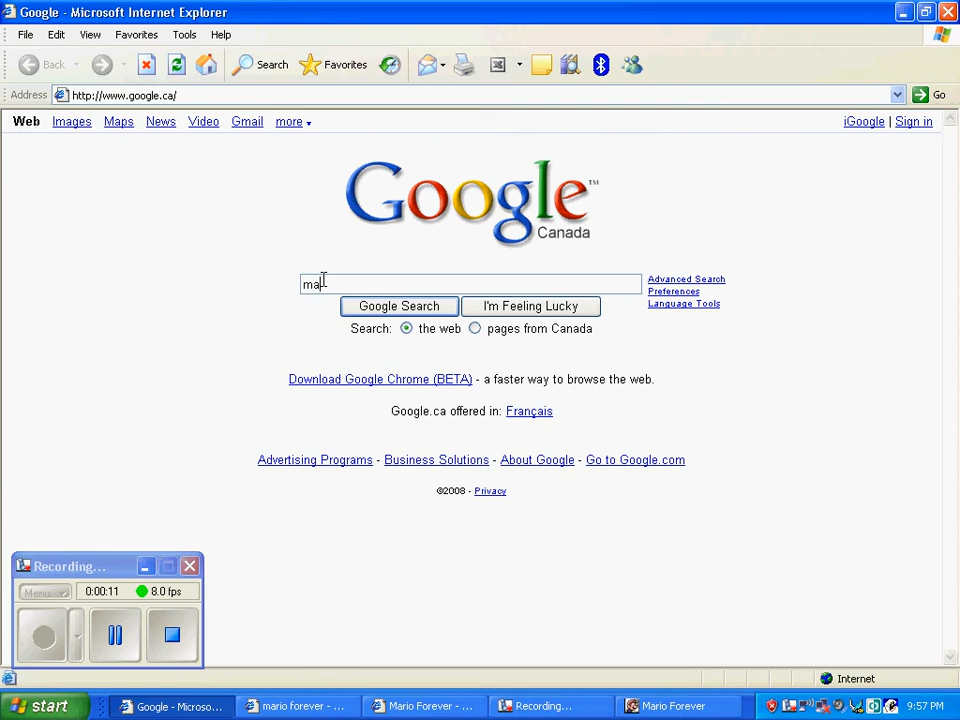 Google - Microsoft Internet Explorer
File Edit View Favorites Tools Help
Back Search Favorites
Address http://www.google.ca/ Go
Web Images Maps News Video Gmail more iGoogle | Sign in
Google™
Canada
ma
Advanced Search
Preferences
Language Tools
Google Search I'm Feeling Lucky
Search: the web pages from Canada
Download Google Chrome (BETA) - a faster way to browse the web.
Google.ca offered in: Français
Advertising Programs - Business Solutions - About Google - Go to Google.com
©2008 - Privacy
Recording...
Menu 0:00:11 8.0 fps
Internet
start Google - Microso... mario forever - ... Mario Forever - ... Recording... Mario Forever 9:57 PM